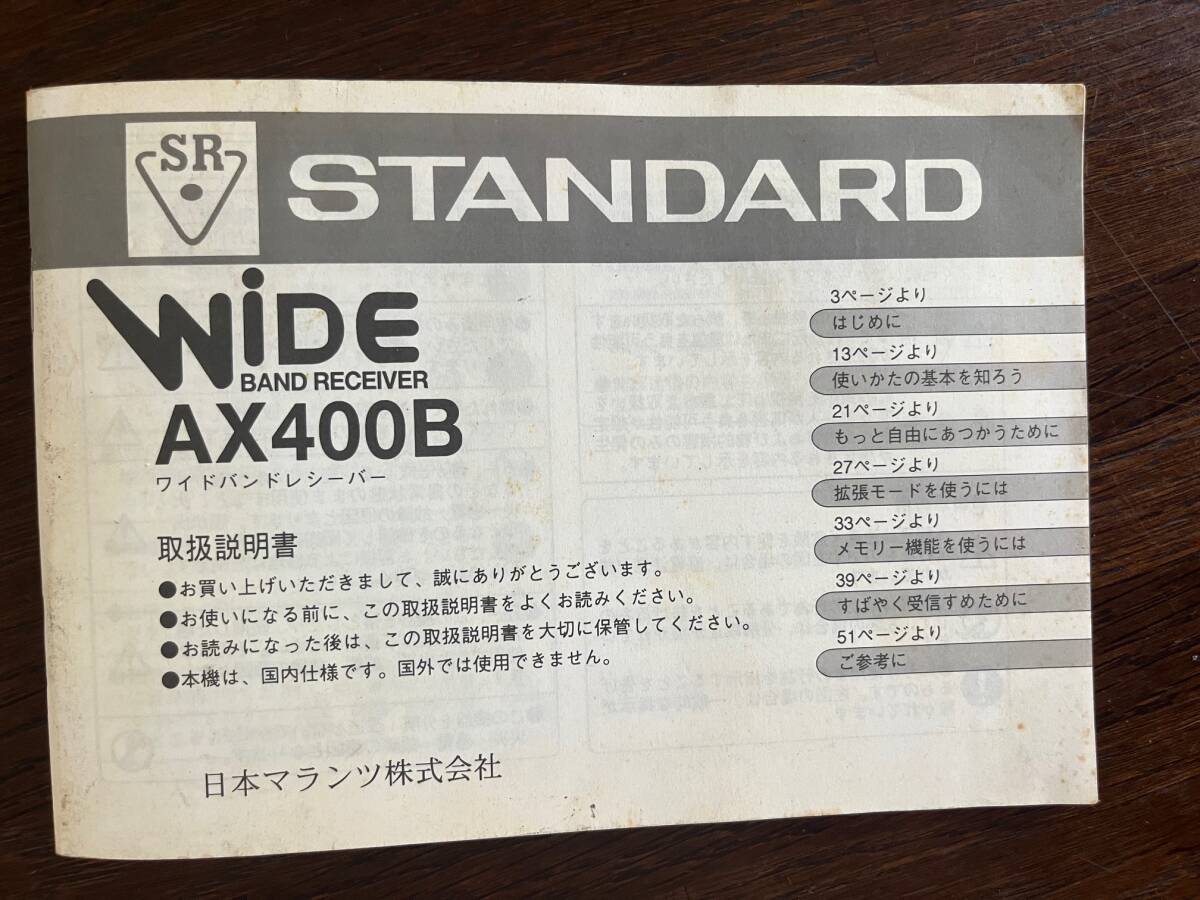 SR
STANDARD
WiDE
BAND RECEIVER
AX400B
ワイドバンドレシーバー
取扱説明書
●お買い上げいただきまして、誠にありがとうございます。
●お使いになる前に、この取扱説明書をよくお読みください。
●お読みになった後は、この取扱説明書を大切に保管してください。
●本機は、国内仕様です。国外では使用できません。
日本マランツ株式会社
3ページより
はじめに
13ページより
使いかたの基本を知ろう
21ページより
もっと自由にあつかうために
27ページより
拡張モードを使うには
33ページより
メモリー機能を使うには
39ページより
すばやく受信すめために
51ページより
ご参考に